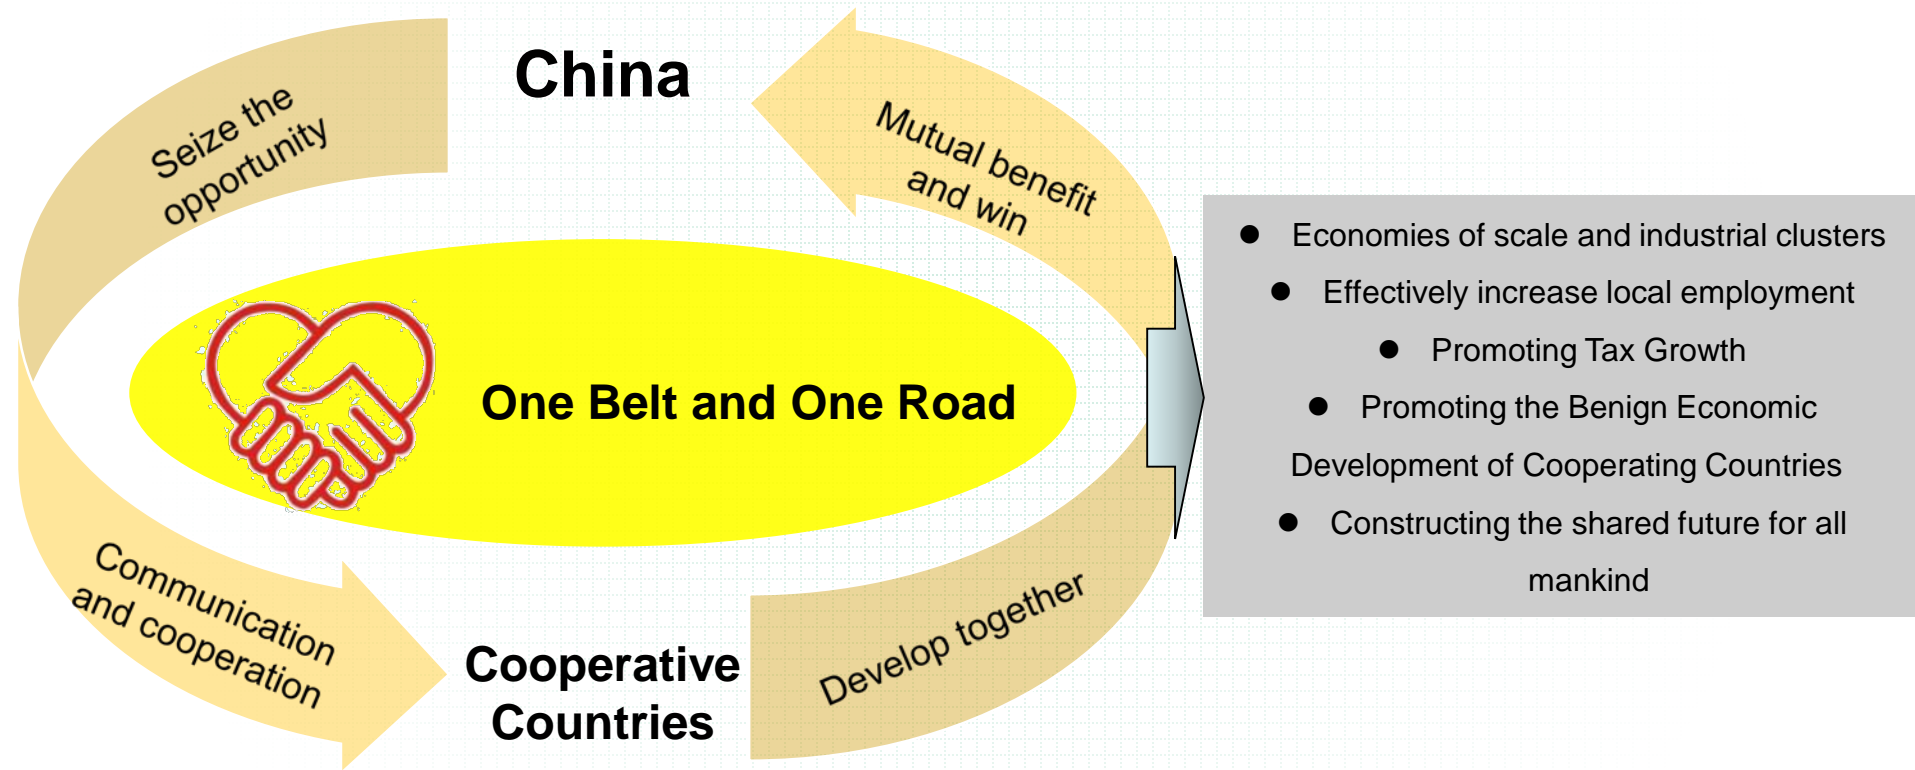 China
Seize the
opportunity
Mutual benefit
and win
One Belt and One Road
Communication
and cooperation
Cooperative
Countries
Develop together
● Economies of scale and industrial clusters
● Effectively increase local employment
● Promoting Tax Growth
● Promoting the Benign Economic
Development of Cooperating Countries
● Constructing the shared future for all
mankind